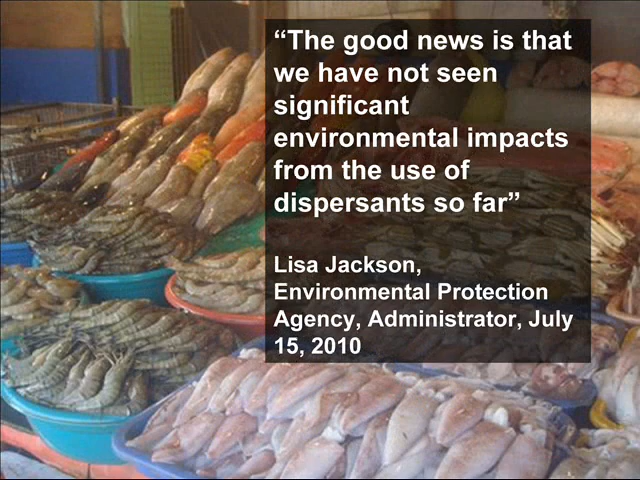 “The good news is that
we have not seen
significant
environmental impacts
from the use of
dispersants so far”
Lisa Jackson,
Environmental Protection
Agency, Administrator, July
15, 2010